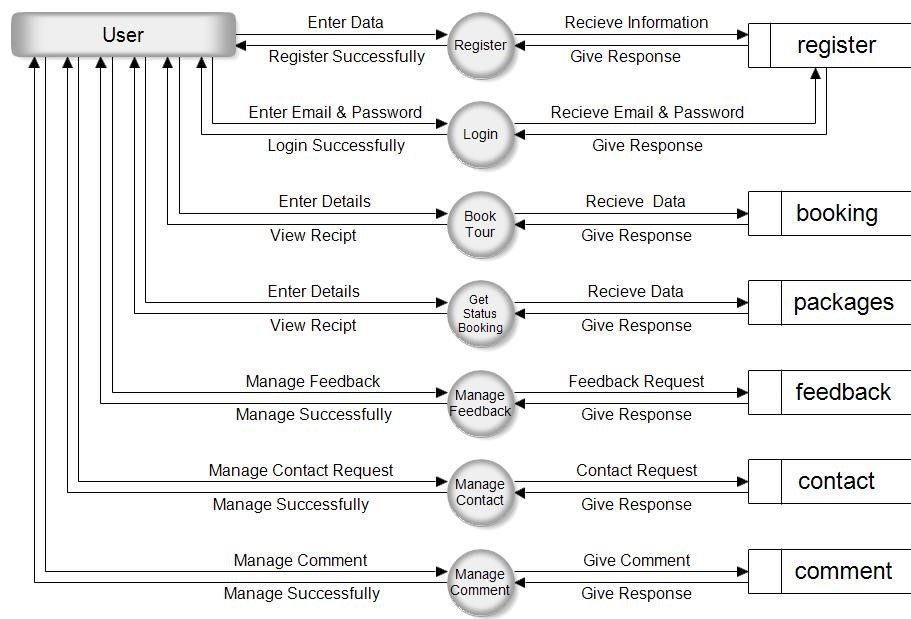 User
Enter Data
Register Successfully
Register
Recieve Information
Give Response
register
Enter Email & Password
Login Successfully
Login
Recieve Email & Password
Give Response
Enter Details
View Recipt
Book
Tour
Recieve  Data
Give Response
booking
Enter Details
View Recipt
Get
Status
Booking
Recieve Data
Give Response
packages
Manage Feedback
Manage Successfully
Manage
Feedback
Feedback Request
Give Response
feedback
Manage Contact Request
Manage Successfully
Manage
Contact
Contact Request
Give Response
contact
Manage Comment
Manage Successfully
Manage
Comment
Give Comment
Give Response
comment